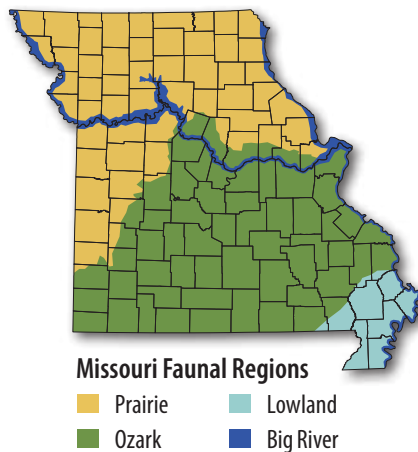 Missouri Faunal Regions
Prairie
Lowland
Ozark
Big River